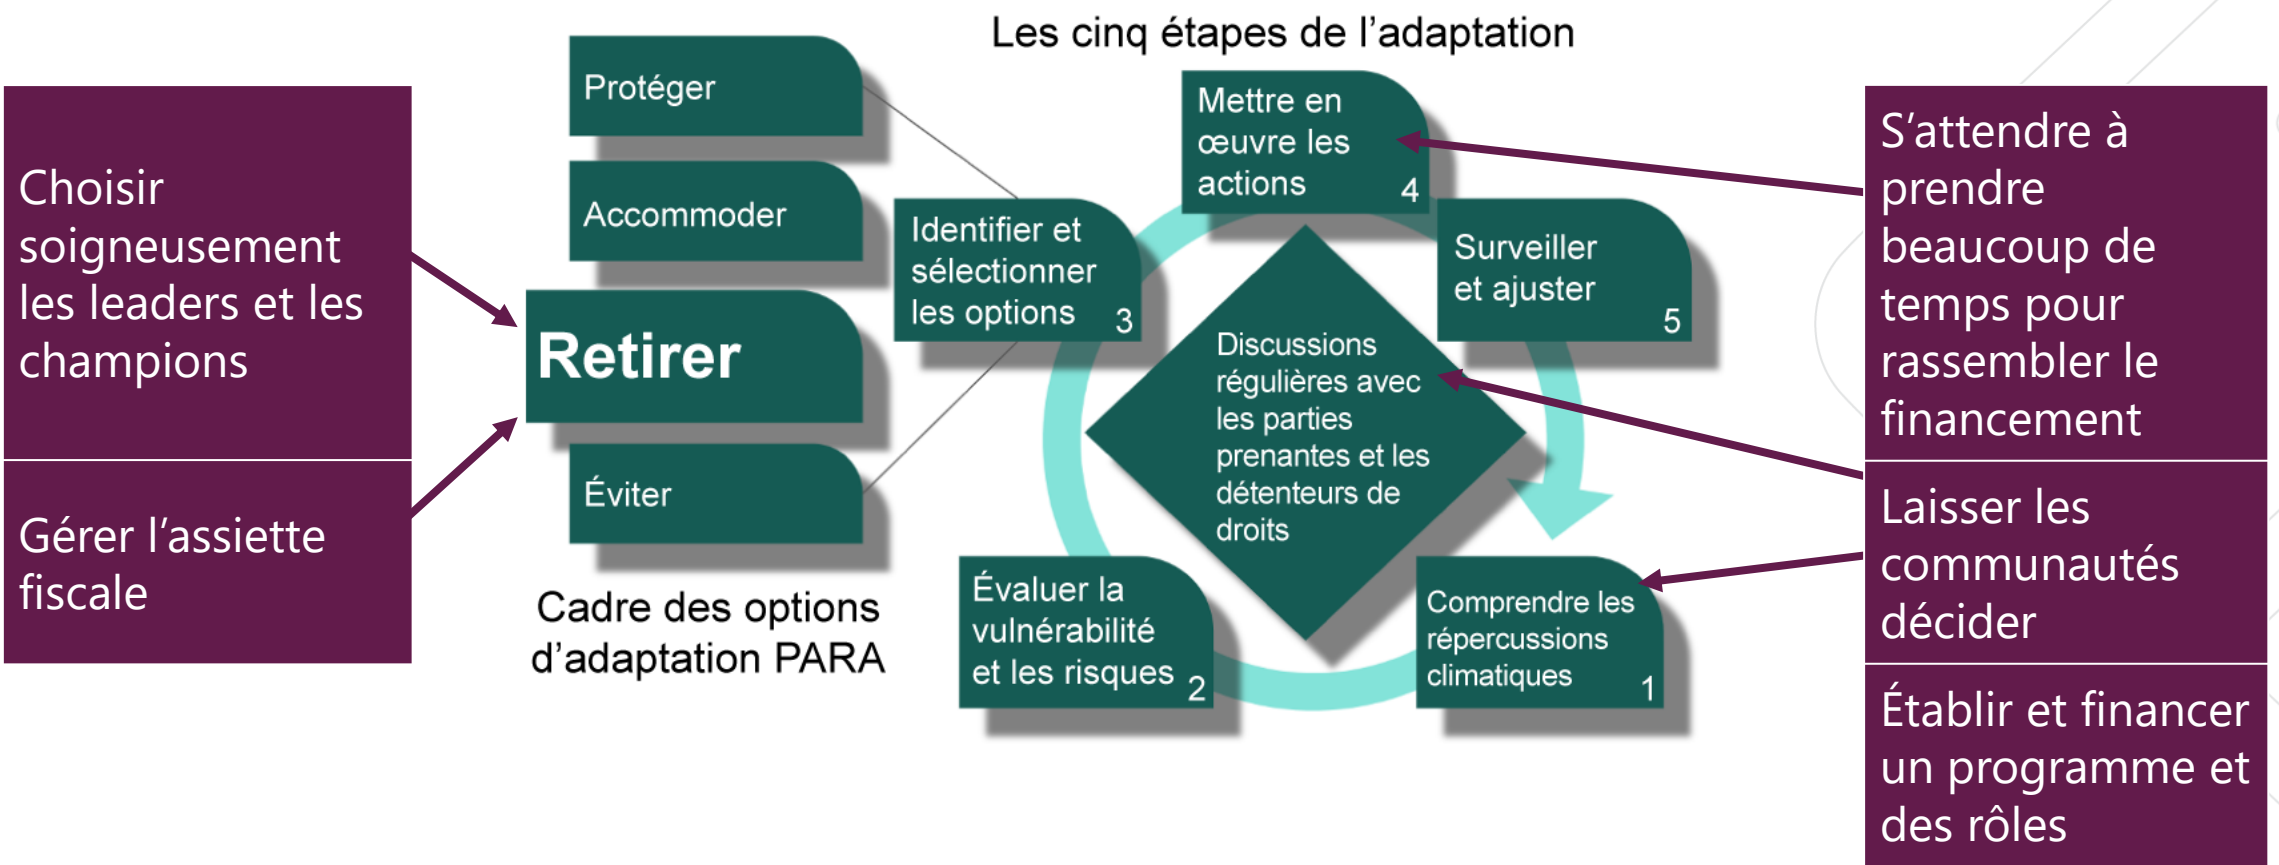 Les cinq étapes de l’adaptation
Choisir
soigneusement
les leaders et les
champions
Gérer l’assiette
fiscale
Protéger
Accommoder
Retirer
Éviter
Cadre des options
d’adaptation PARA
Identifier et
sélectionner
les options
3
Mettre en
œuvre les
actions
4
Surveiller
et ajuster
5
Discussions
régulières avec
les parties
prenantes et les
détenteurs de
droits
Évaluer la
vulnérabilité
et les risques
2
Comprendre les
répercussions
climatiques
1
S’attendre à
prendre
beaucoup de
temps pour
rassembler le
financement
Laisser les
communautés
décider
Établir et financer
un programme et
des rôles